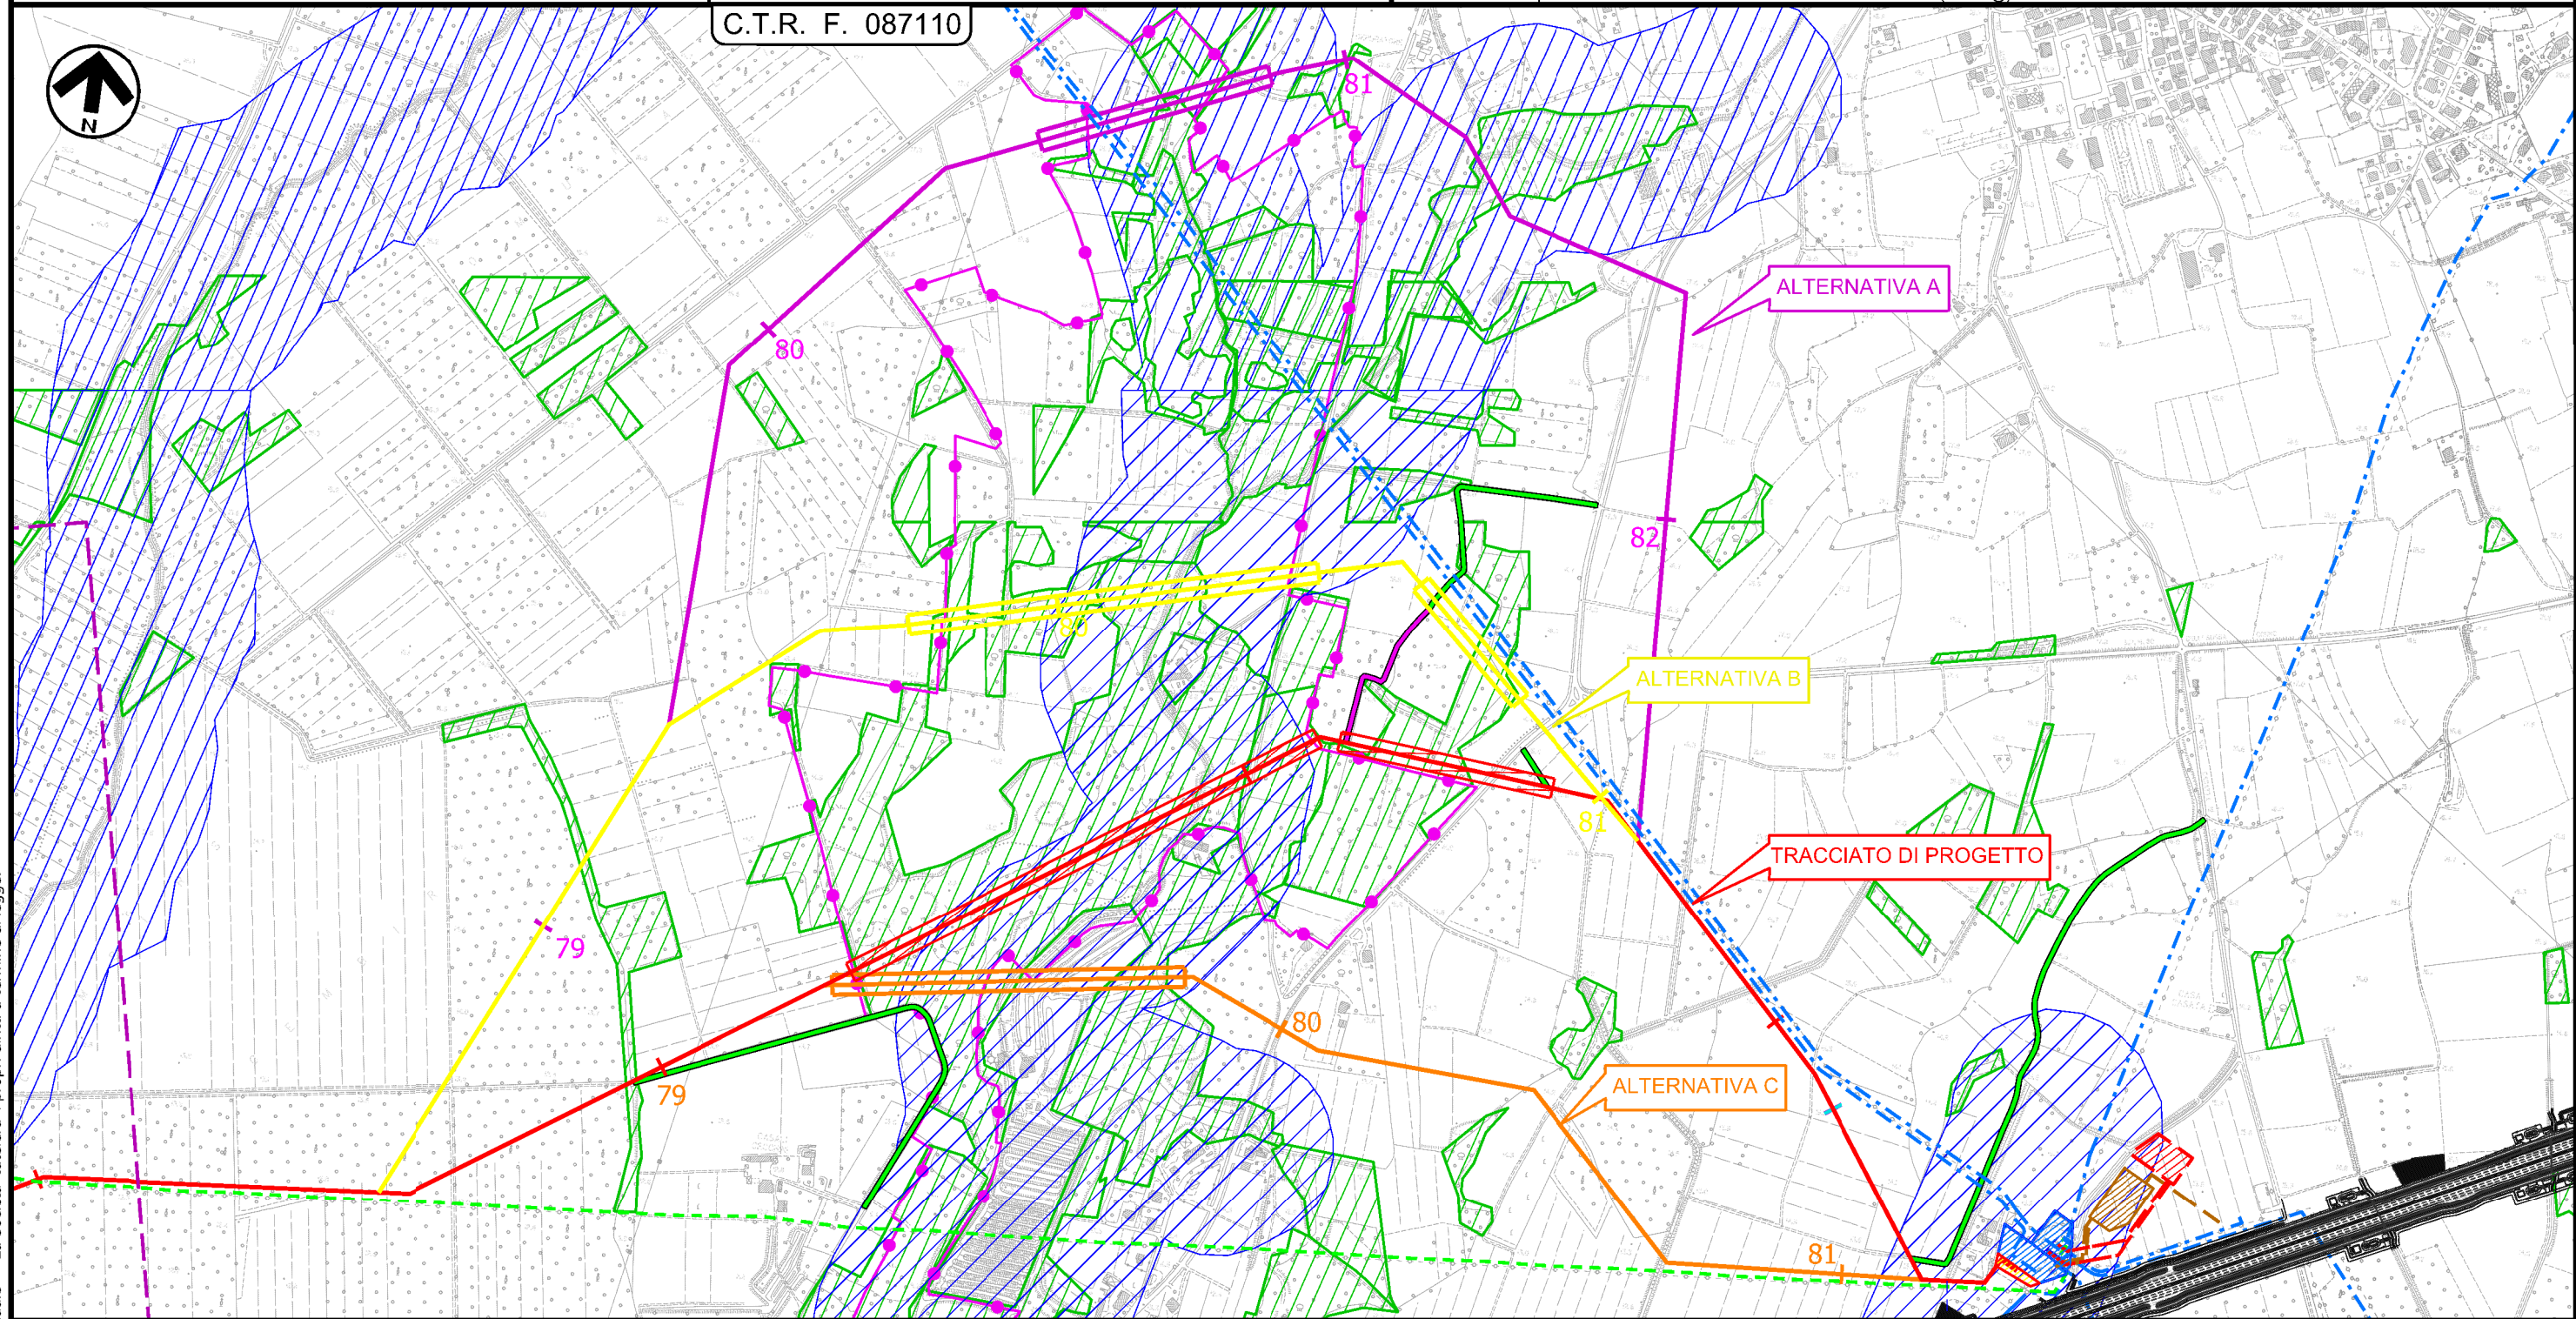 C.T.R. F. 087110
N
81
ALTERNATIVA A
80
82
80
ALTERNATIVA B
81
TRACCIATO DI PROGETTO
79
80
79
ALTERNATIVA C
81